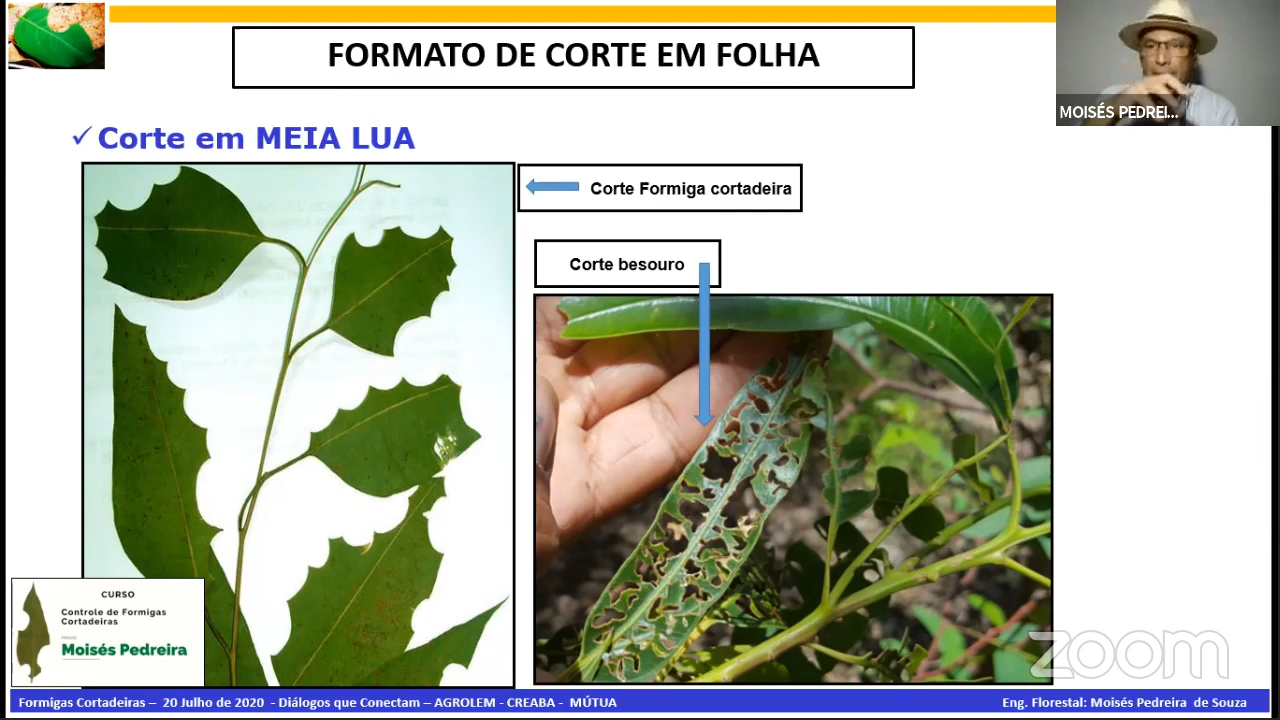 FORMATO DE CORTE EM FOLHA
MOISÉS PEDREI...
✓ Corte em MEIA LUA
Corte Formiga cortadeira
Corte besouro
CURSO
Controle de Formigas
Cortadeiras
Moisés Pedreira
zoom
Formigas Cortadeiras – 20 Julho de 2020 - Diálogos que Conectam – AGROLEM - CREABA - MÚTUA
Eng. Florestal: Moisés Pedreira de Souza